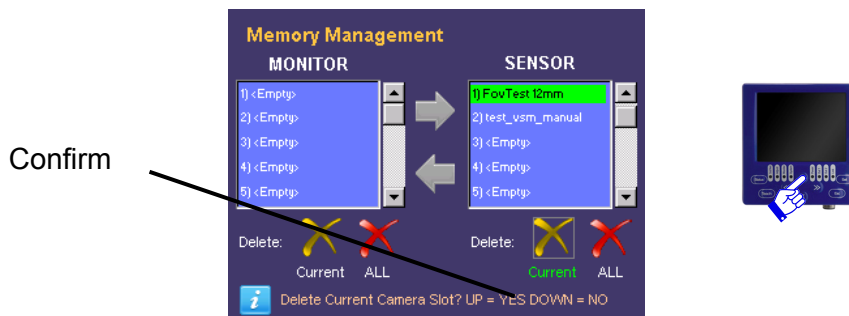 Memory Management
MONITOR
SENSOR
1) <Empty>
2) <Empty>
3) <Empty>
4) <Empty>
5) <Empty>
1) FovTest 12mm
2) test_vsm_manual
3) <Empty>
4) <Empty>
5) <Empty>
Confirm
Delete:
Current
ALL
Delete:
Current
ALL
Delete Current Camera Slot? UP = YES DOWN = NO